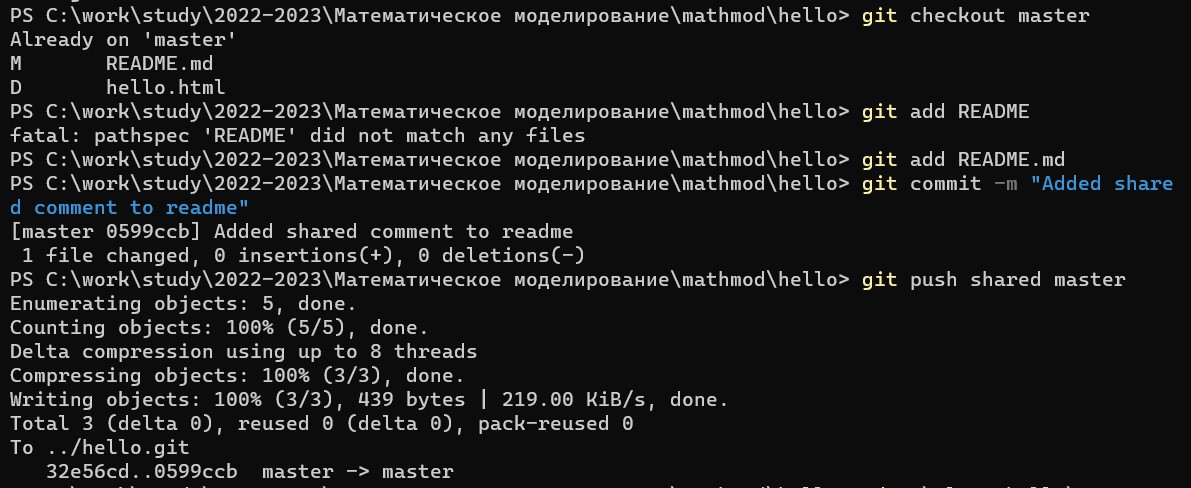 PS C:\work\study\2022-2023\Математическое моделирование\mathmod\hello> git checkout master
Already on 'master'
M       README.md
D       hello.html
PS C:\work\study\2022-2023\Математическое моделирование\mathmod\hello> git add README
fatal: pathspec 'README' did not match any files
PS C:\work\study\2022-2023\Математическое моделирование\mathmod\hello> git add README.md
PS C:\work\study\2022-2023\Математическое моделирование\mathmod\hello> git commit -m "Added share
d comment to readme"
[master 0599ccb] Added shared comment to readme
 1 file changed, 0 insertions(+), 0 deletions(-)
PS C:\work\study\2022-2023\Математическое моделирование\mathmod\hello> git push shared master
Enumerating objects: 5, done.
Counting objects: 100% (5/5), done.
Delta compression using up to 8 threads
Compressing objects: 100% (3/3), done.
Writing objects: 100% (3/3), 439 bytes | 219.00 KiB/s, done.
Total 3 (delta 0), reused 0 (delta 0), pack-reused 0
To ../hello.git
   32e56cd..0599ccb  master -> master